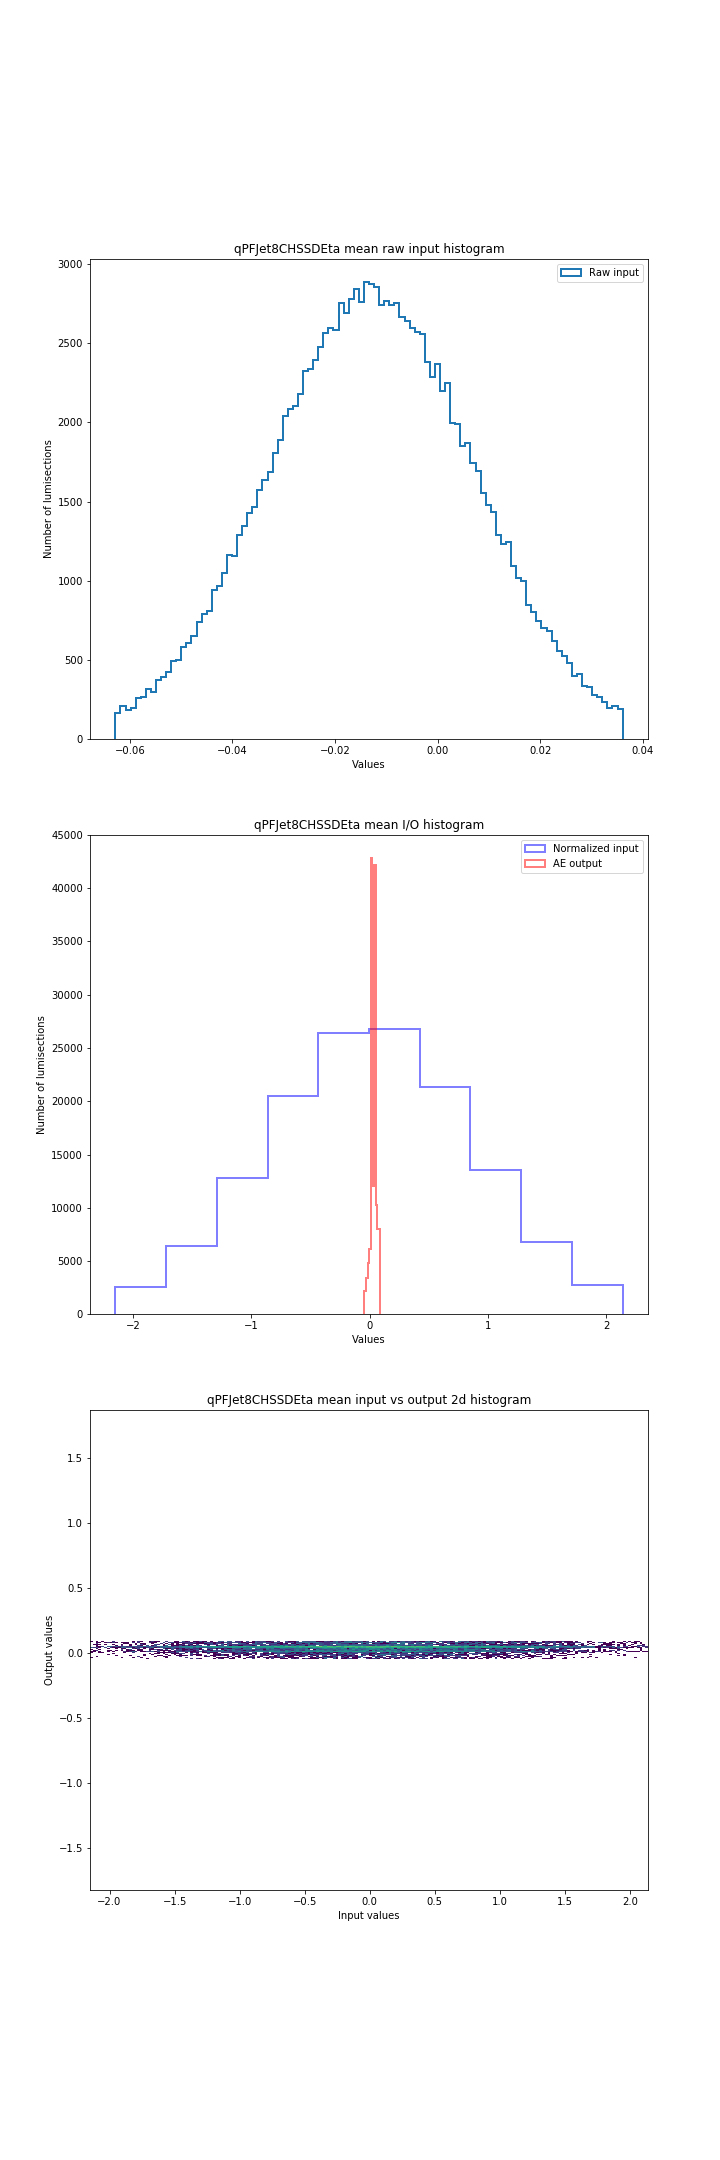 qPFJet8CHSSDEta mean raw input histogram
3000
2500
2000
1500
1000
500
0
Number of lumisections
Raw input
−0.06 −0.04 −0.02 0.00 0.02 0.04
Values
qPFJet8CHSSDEta mean I/O histogram
45000
40000
35000
30000
25000
20000
15000
10000
5000
0
Number of lumisections
Normalized input
AE output
−2 −1 0 1 2
Values
qPFJet8CHSSDEta mean input vs output 2d histogram
1.5
1.0
0.5
0.0
−0.5
−1.0
−1.5
Output values
−2.0 −1.5 −1.0 −0.5 0.0 0.5 1.0 1.5 2.0
Input values